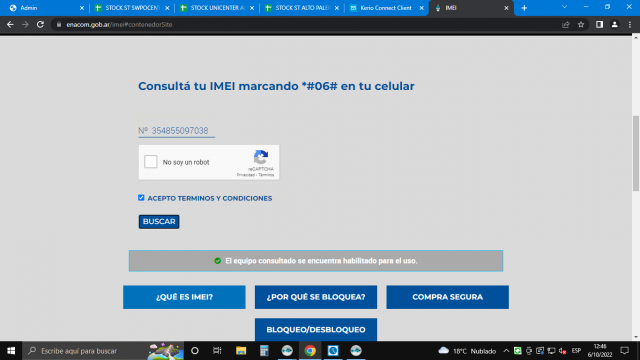 Admin
STOCK ST SWPOCENT
STOCK UNICENTER A
STOCK ST ALTO PALER
Kerio Connect Client
IMEI
enacom.gob.ar/imei#contenedorSite
Consultá tu IMEI marcando *#06# en tu celular
Nº 354855097038
No soy un robot
reCAPTCHA
Privacidad - Términos
ACEPTO TERMINOS Y CONDICIONES
BUSCAR
El equipo consultado se encuentra habilitado para el uso.
¿QUÉ ES IMEI?
¿POR QUÉ SE BLOQUEA?
COMPRA SEGURA
BLOQUEO/DESBLOQUEO
Escribe aquí para buscar
18°C Nublado
ESP
12:46
6/10/2022